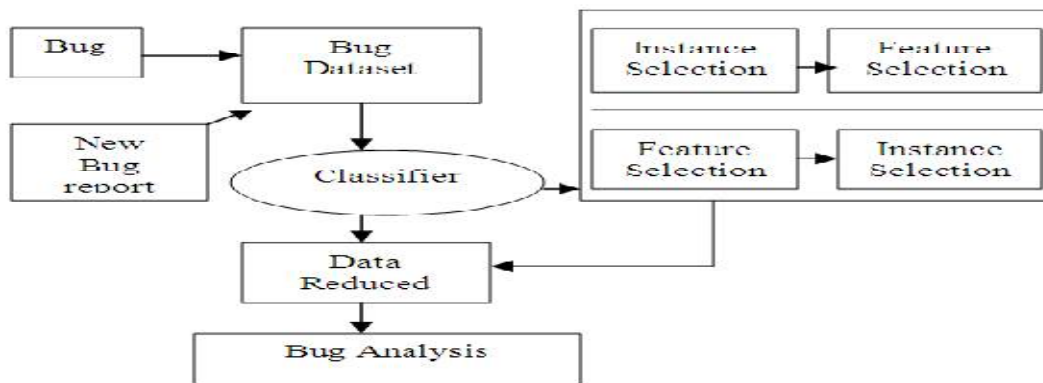 Bug
Bug
Dataset
Instance
Selection
Feature
Selection
New
Bug
report
Classifier
Feature
Selection
Instance
Selection
Data
Reduced
Bug Analysis